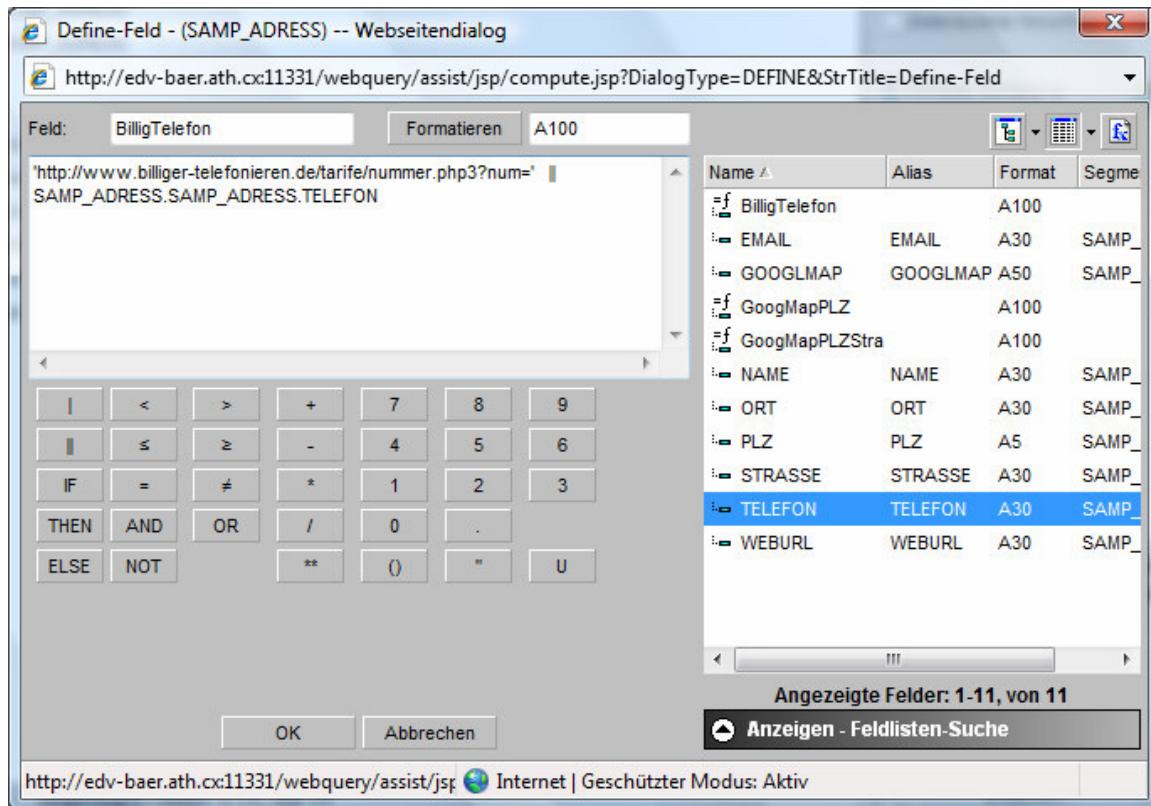 Define-Feld - (SAMP_ADRESS) -- Webseitendialog
http://edv-baer.ath.cx:11331/webquery/assist/jsp/compute.jsp?DialogType=DEFINE&StrTitle=Define-Feld
Feld: BilligTelefon Formatieren A100
'http://www.billiger-telefonieren.de/tarife/nummer.php3?num=' ||
SAMP_ADRESS.SAMP_ADRESS.TELEFON
Name Alias Format Segme
BilligTelefon A100
EMAIL EMAIL A30 SAMP_
GOOGLMAP GOOGLMAP A50 SAMP_
GoogMapPLZ A100
GoogMapPLZStra A100
NAME NAME A30 SAMP_
ORT ORT A30 SAMP_
PLZ PLZ A5 SAMP_
STRASSE STRASSE A30 SAMP_
TELEFON TELEFON A30 SAMP_
WEBURL WEBURL A30 SAMP_
| < > + 7 8 9
|| ≤ ≥ - 4 5 6
IF = ≠ * 1 2 3
THEN AND OR / 0 .
ELSE NOT ** () " U
Angezeigte Felder: 1-11, von 11
OK Abbrechen
Anzeigen - Feldlisten-Suche
http://edv-baer.ath.cx:11331/webquery/assist/jsp Internet | Geschützter Modus: Aktiv